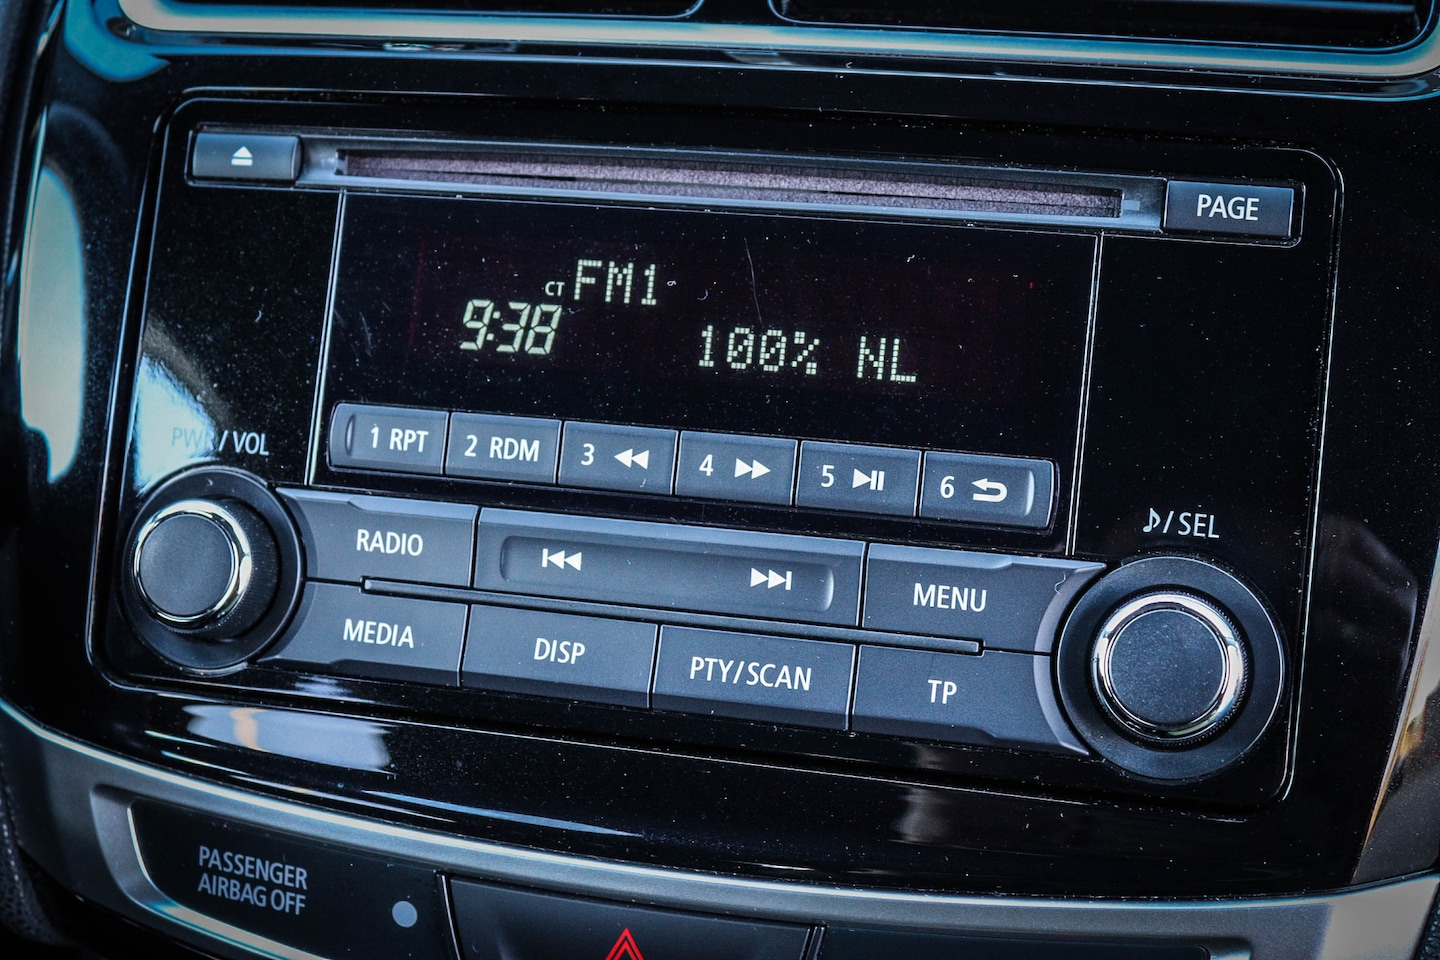 PAGE
CT FM1
9:38
100% NL
PWR/VOL
1 RPT
2 RDM
3
4
5
6
♪/SEL
RADIO
MENU
MEDIA
DISP
PTY/SCAN
TP
PASSENGER
AIRBAG OFF